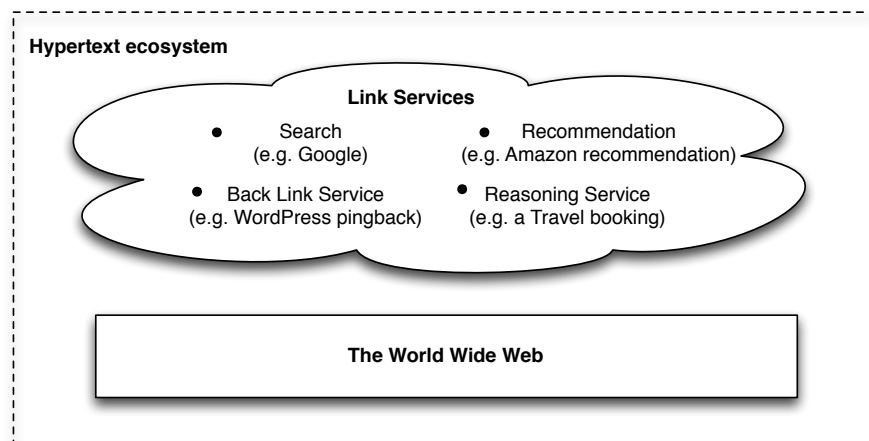 Hypertext ecosystem
Link Services
• Search
(e.g. Google)
• Recommendation
(e.g. Amazon recommendation)
• Back Link Service
(e.g. WordPress pingback)
• Reasoning Service
(e.g. a Travel booking)
The World Wide Web